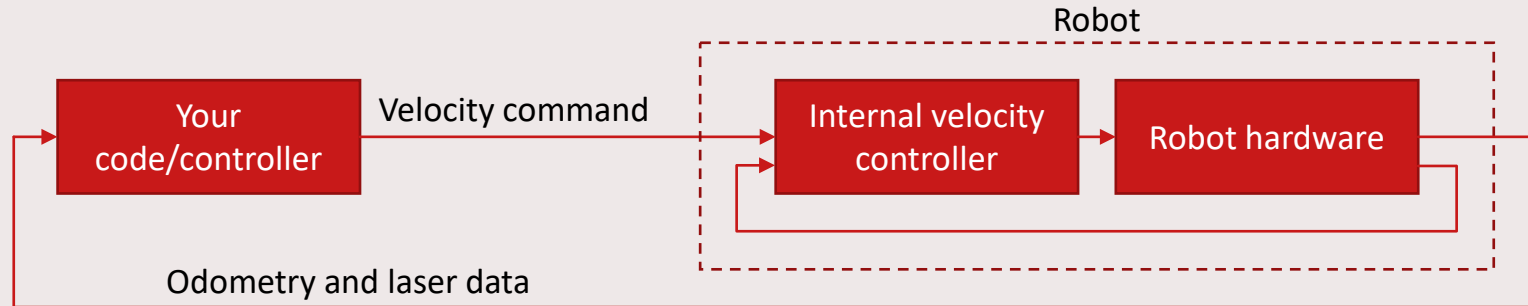 Robot
Your
code/controller
Velocity command
Internal velocity
controller
Robot hardware
Odometry and laser data